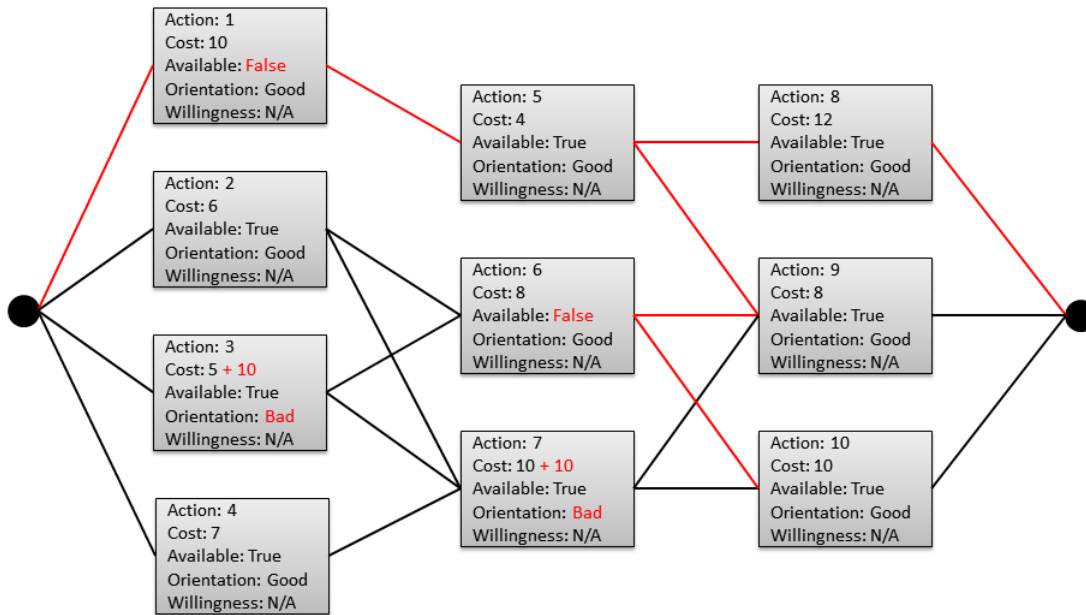 Action: 1
Cost: 10
Available: False
Orientation: Good
Willingness: N/A
Action: 2
Cost: 6
Available: True
Orientation: Good
Willingness: N/A
Action: 3
Cost: 5 + 10
Available: True
Orientation: Bad
Willingness: N/A
Action: 4
Cost: 7
Available: True
Orientation: Good
Willingness: N/A
Action: 5
Cost: 4
Available: True
Orientation: Good
Willingness: N/A
Action: 6
Cost: 8
Available: False
Orientation: Good
Willingness: N/A
Action: 7
Cost: 10 + 10
Available: True
Orientation: Bad
Willingness: N/A
Action: 8
Cost: 12
Available: True
Orientation: Good
Willingness: N/A
Action: 9
Cost: 8
Available: True
Orientation: Good
Willingness: N/A
Action: 10
Cost: 10
Available: True
Orientation: Good
Willingness: N/A